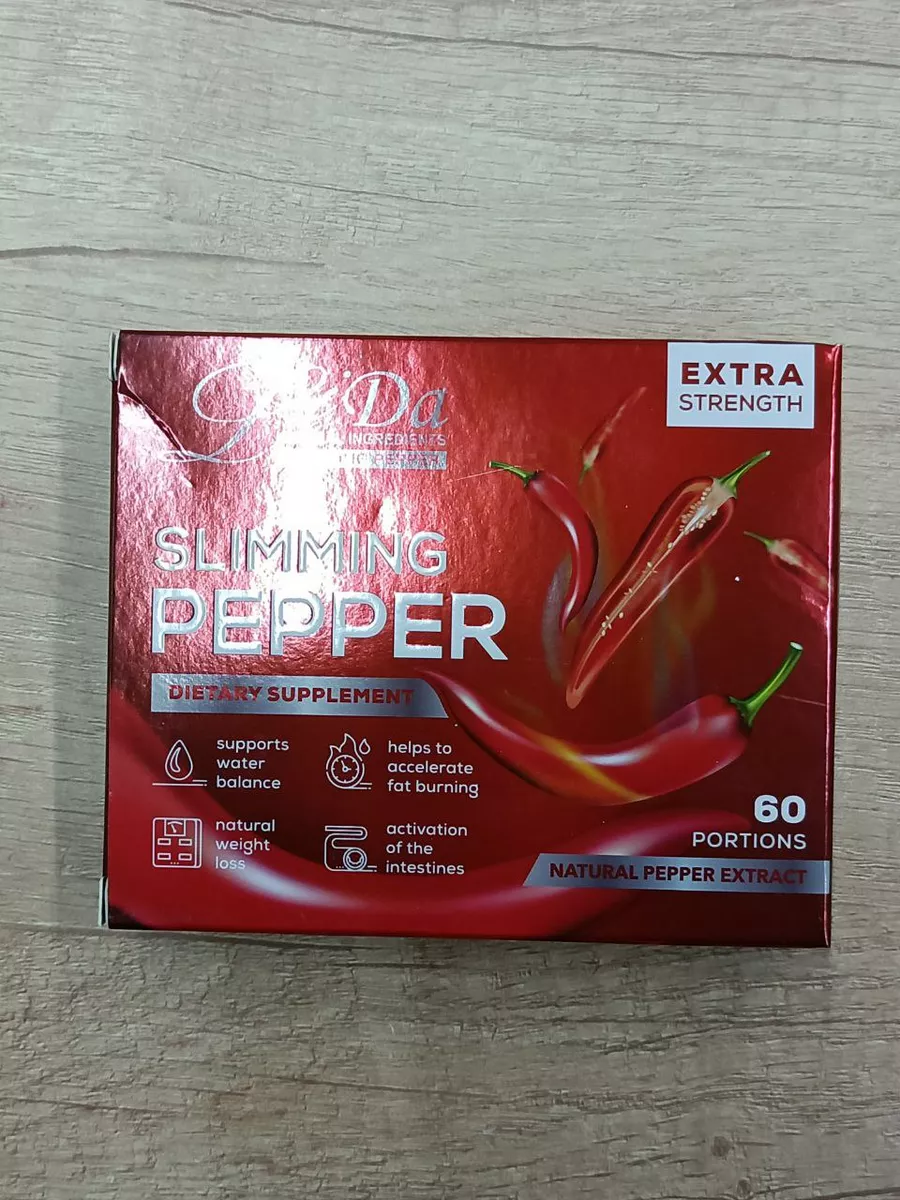 EXTRA
STRENGTH
Da
INGREDIENTS
SLIMMING
PEPPER
DIETARY SUPPLEMENT
supports
water
balance
helps to
accelerate
fat burning
natural
weight
loss
activation
of the
intestines
60
PORTIONS
NATURAL PEPPER EXTRACT